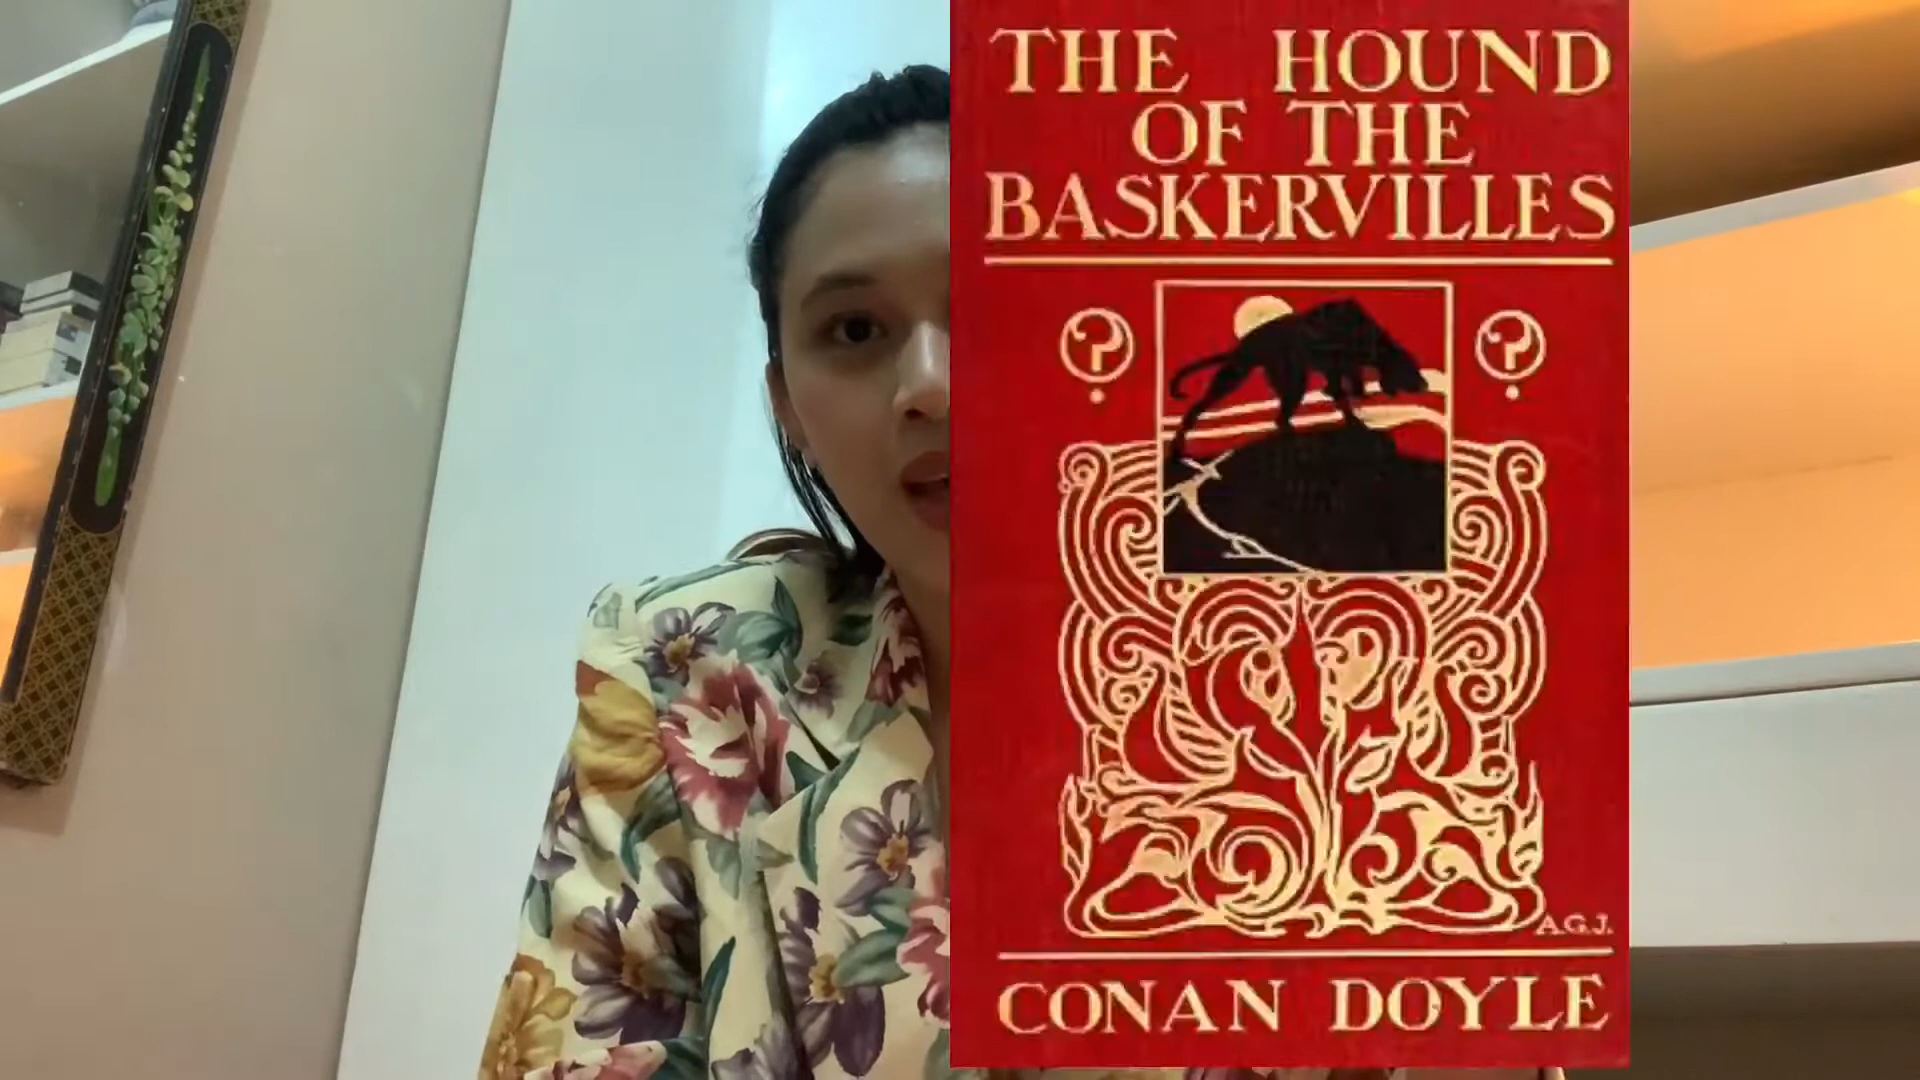 THE HOUND
OF THE
BASKERVILLES
? ?
A.G.J.
CONAN DOYLE